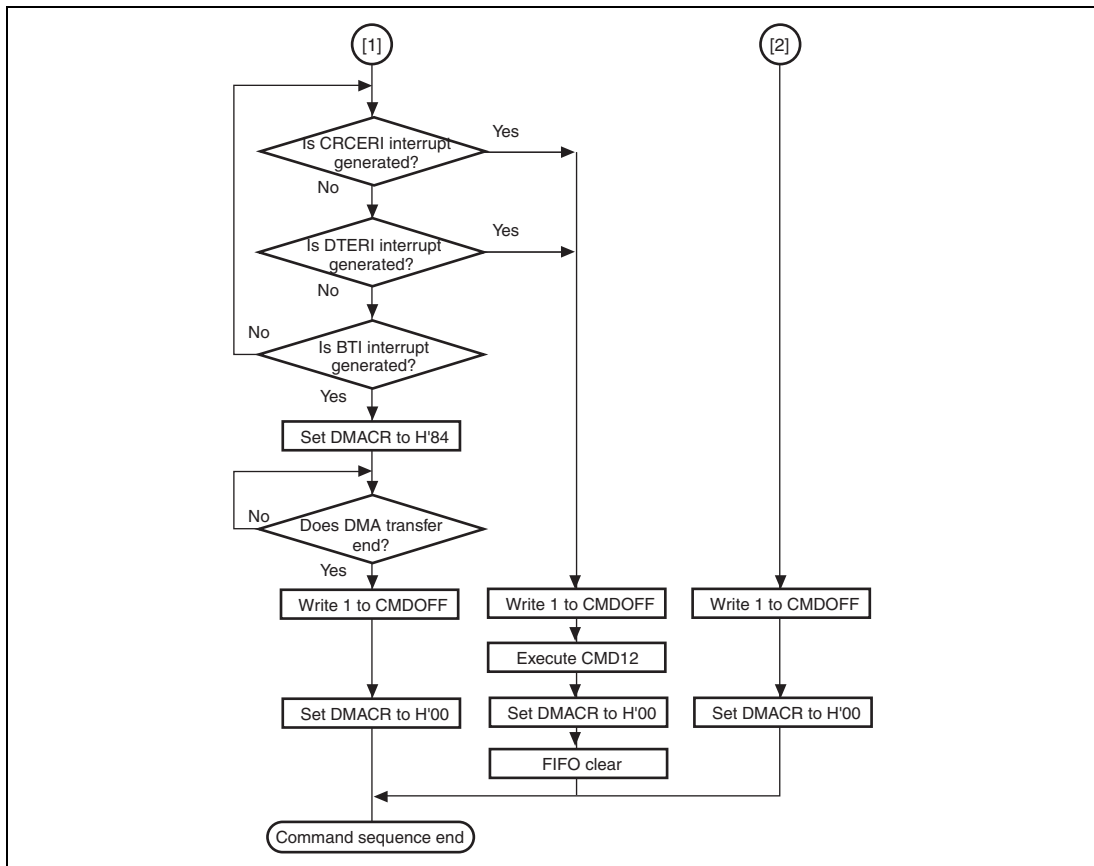 [1]
[2]
Is CRCERI interrupt
generated?
Yes
No
Is DTERI interrupt
generated?
Yes
No
No
Is BTI interrupt
generated?
Yes
Set DMACR to H'84
No
Does DMA transfer
end?
Yes
Write 1 to CMDOFF
Write 1 to CMDOFF
Write 1 to CMDOFF
Execute CMD12
Set DMACR to H'00
Set DMACR to H'00
Set DMACR to H'00
FIFO clear
Command sequence end